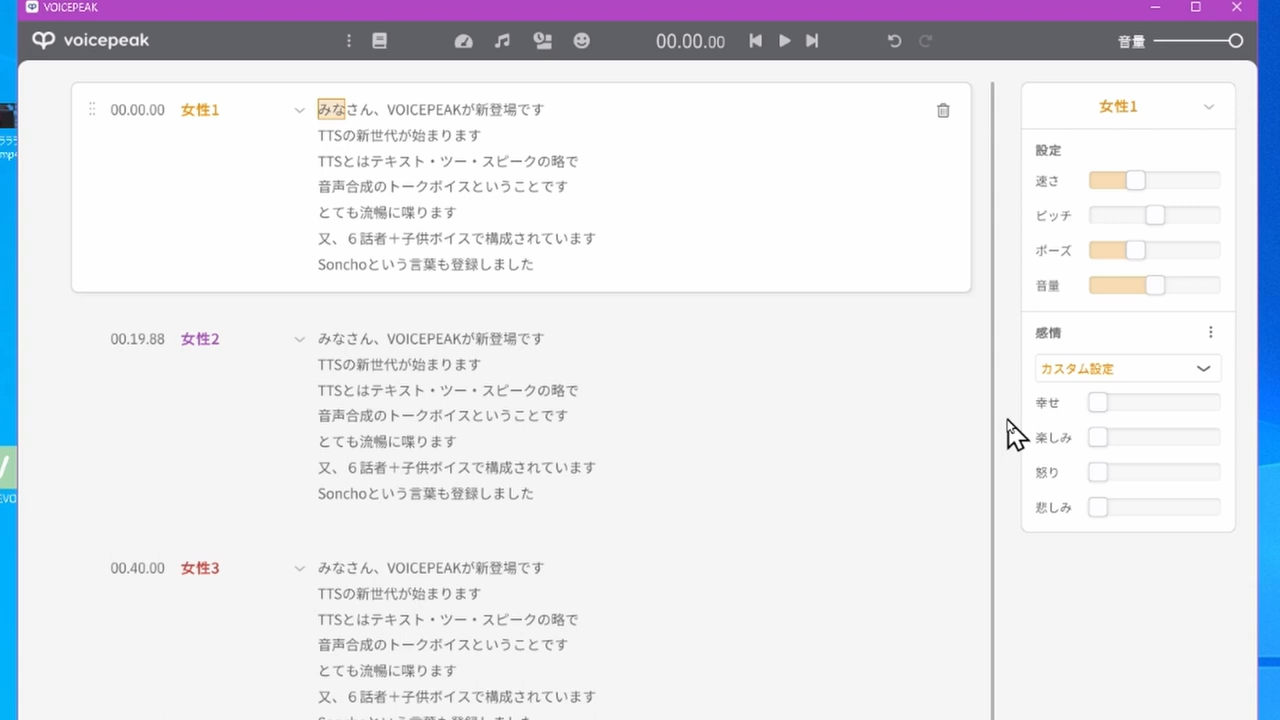 VOICEPEAK
voicepeak
00.00.00
音量
00.00.00 女性1
みなさん、VOICEPEAKが新登場です
TTSの新世代が始まります
TTSとはテキスト・ツー・スピークの略で
音声合成のトークボイスということです
とても流暢に喋ります
又、６話者＋子供ボイスで構成されています
Sonchoという言葉も登録しました
00.19.88 女性2
みなさん、VOICEPEAKが新登場です
TTSの新世代が始まります
TTSとはテキスト・ツー・スピークの略で
音声合成のトークボイスということです
とても流暢に喋ります
又、６話者＋子供ボイスで構成されています
Sonchoという言葉も登録しました
00.40.00 女性3
みなさん、VOICEPEAKが新登場です
TTSの新世代が始まります
TTSとはテキスト・ツー・スピークの略で
音声合成のトークボイスということです
とても流暢に喋ります
又、６話者＋子供ボイスで構成されています
Sonchoという言葉も登録しました
女性1
設定
速さ
ピッチ
ポーズ
音量
感情
カスタム設定
幸せ
楽しみ
怒り
悲しみ